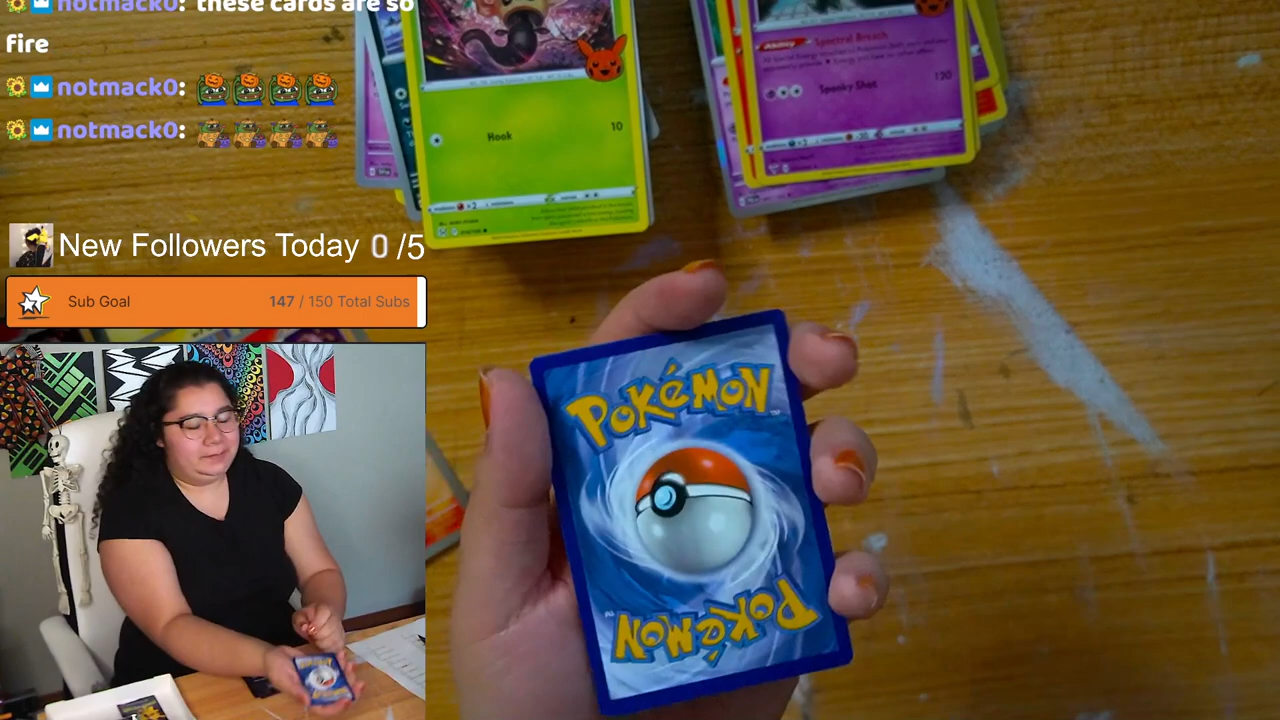 notmack0: these cards are so
fire
notmack0:
notmack0:
New Followers Today 0 /5
Sub Goal 147 / 150 Total Subs
Hook 10
Ability Spectral Breath
Spooky Shot 120
POKéMON
POKéMON